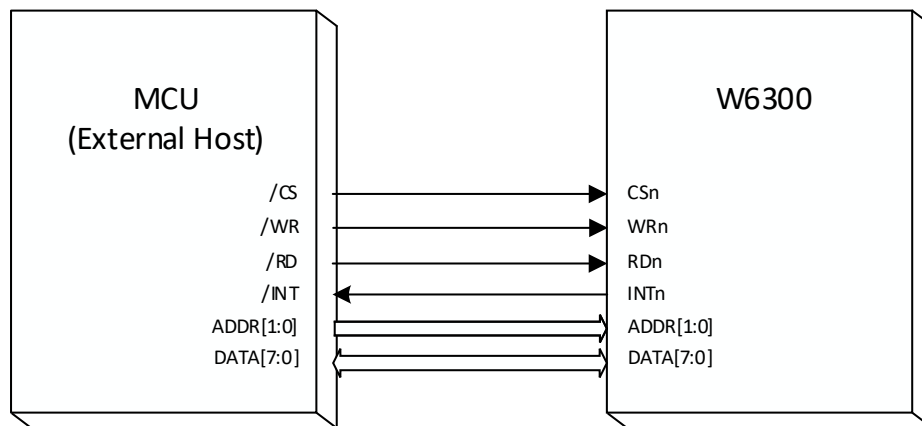 MCU
(External Host)
W6300
/CS
CSn
/WR
WRn
/RD
RDn
/INT
INTn
ADDR[1:0]
ADDR[1:0]
DATA[7:0]
DATA[7:0]